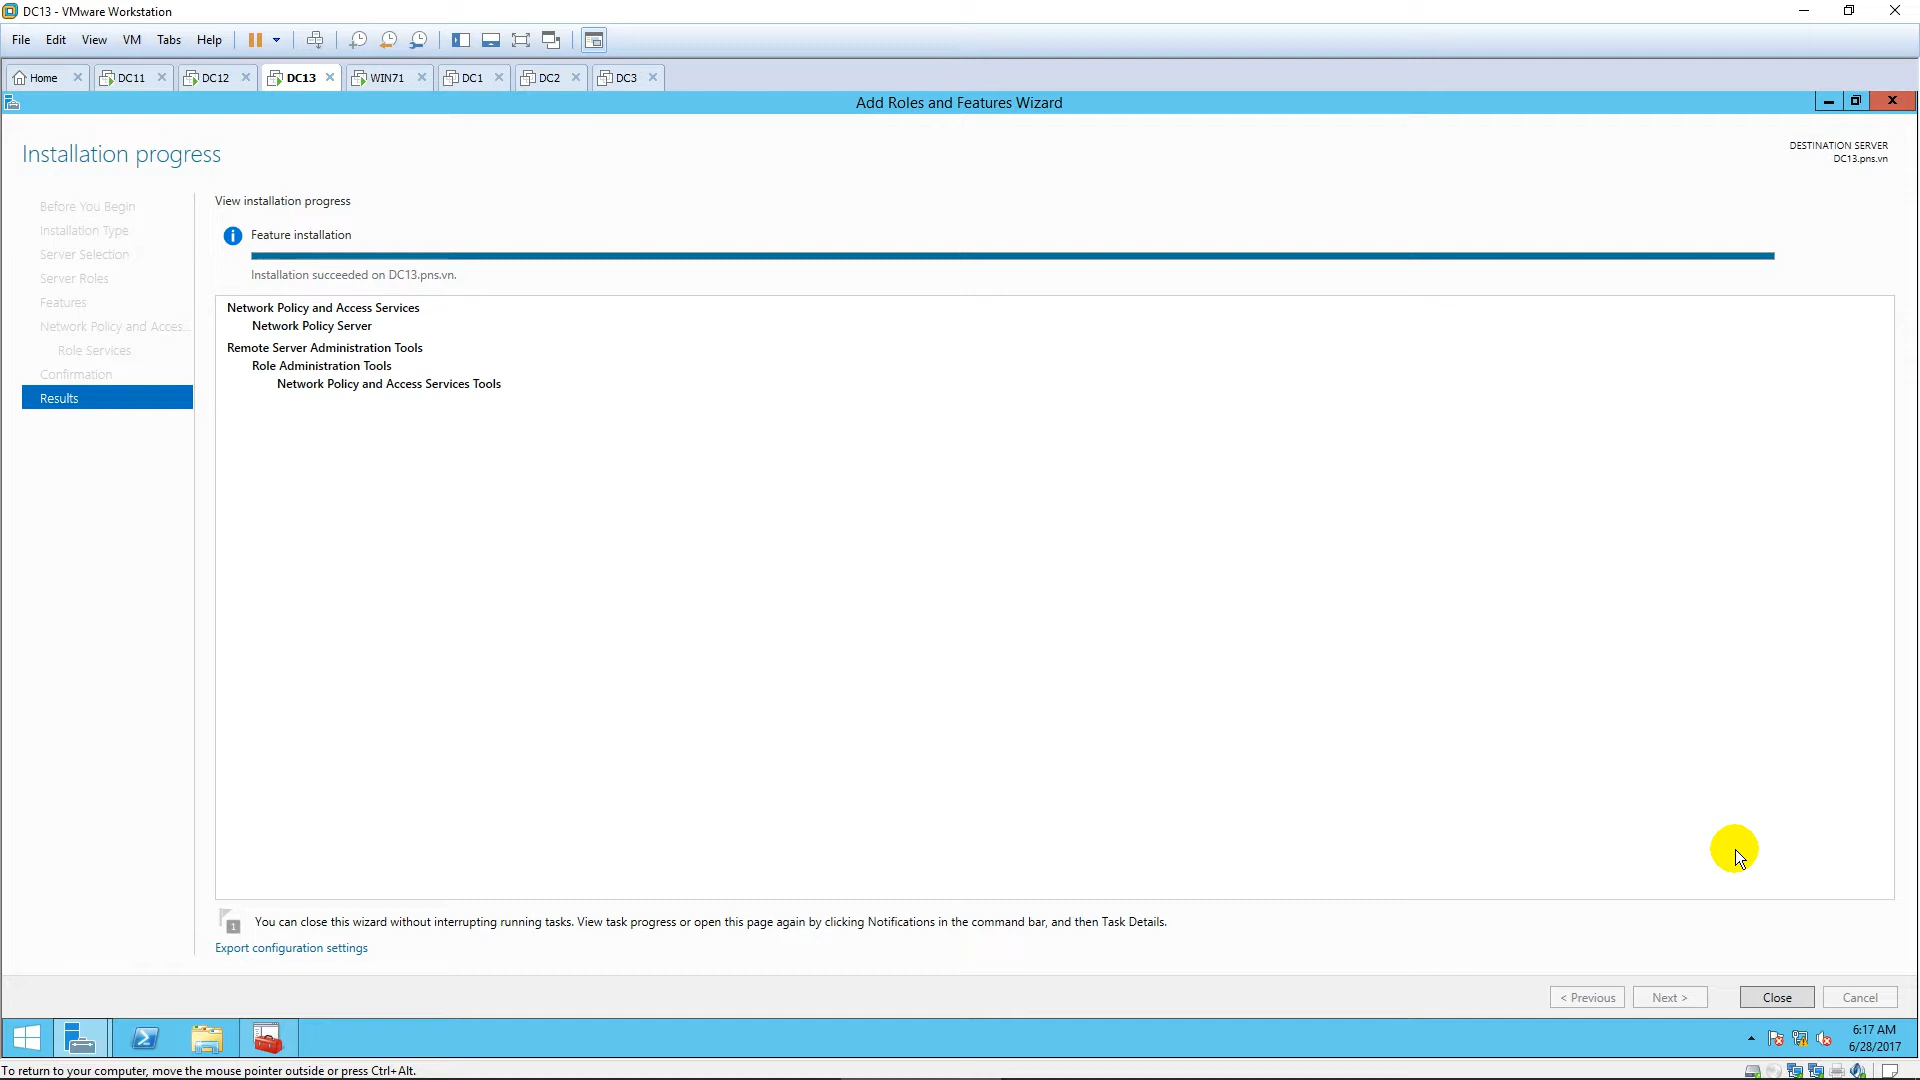 DC13 - VMware Workstation
File Edit View VM Tabs Help
Home DC11 DC12 DC13 WIN71 DC1 DC2 DC3
Add Roles and Features Wizard
Installation progress
DESTINATION SERVER
DC13.pns.vn
Before You Begin
Installation Type
Server Selection
Server Roles
Features
Network Policy and Acces...
Role Services
Confirmation
Results
View installation progress
Feature installation
Installation succeeded on DC13.pns.vn.
Network Policy and Access Services
Network Policy Server
Remote Server Administration Tools
Role Administration Tools
Network Policy and Access Services Tools
1 You can close this wizard without interrupting running tasks. View task progress or open this page again by clicking Notifications in the command bar, and then Task Details.
Export configuration settings
< Previous Next > Close Cancel
6:17 AM
6/28/2017
To return to your computer, move the mouse pointer outside or press Ctrl+Alt.